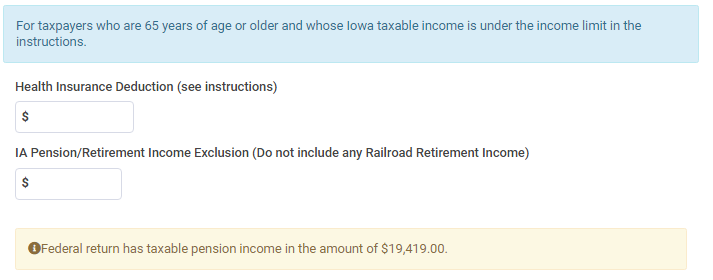 For taxpayers who are 65 years of age or older and whose Iowa taxable income is under the income limit in the
instructions.
Health Insurance Deduction (see instructions)
$
IA Pension/Retirement Income Exclusion (Do not include any Railroad Retirement Income)
$
Federal return has taxable pension income in the amount of $19,419.00.